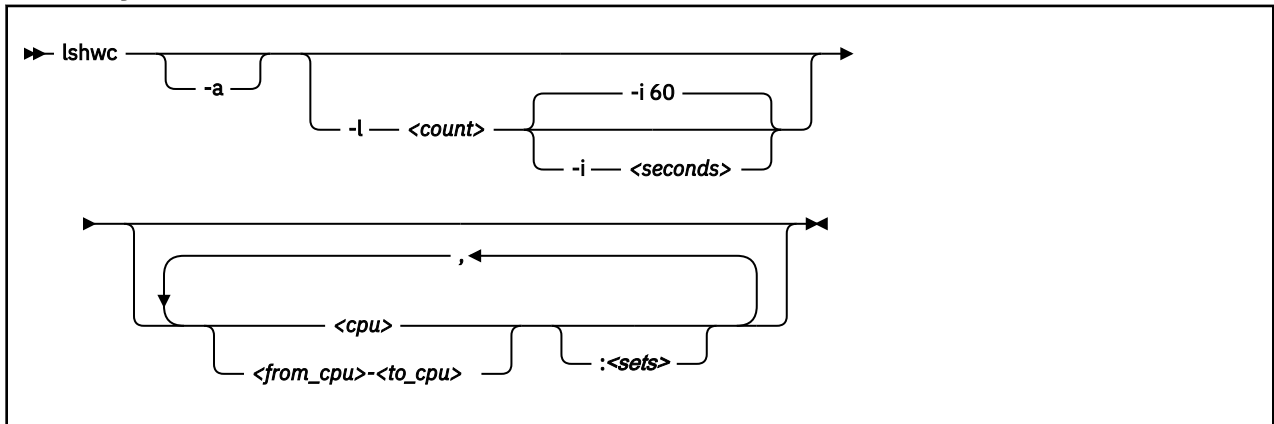 lshwc
-a
-i 60
-l <count>
-i <seconds>
,
<cpu>
<from_cpu>-<to_cpu>
:<sets>